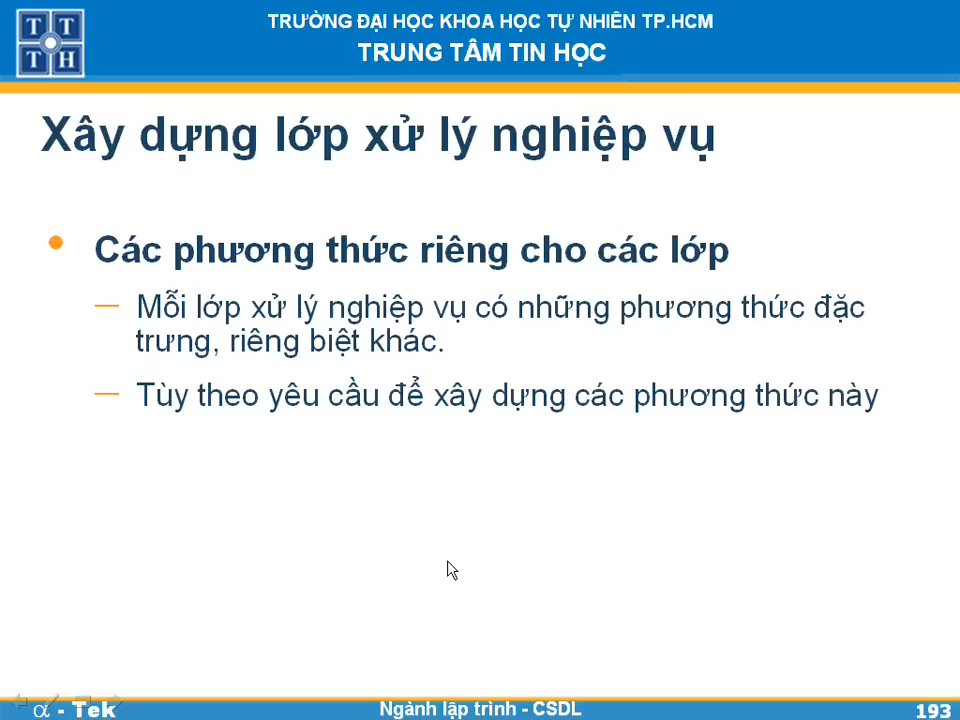 T T
T H
TRƯỜNG ĐẠI HỌC KHOA HỌC TỰ NHIÊN TP.HCM
TRUNG TÂM TIN HỌC
Xây dựng lớp xử lý nghiệp vụ
• Các phương thức riêng cho các lớp
— Mỗi lớp xử lý nghiệp vụ có những phương thức đặc
trưng, riêng biệt khác.
— Tùy theo yêu cầu để xây dựng các phương thức này
α - Tek
Ngành lập trình - CSDL
193